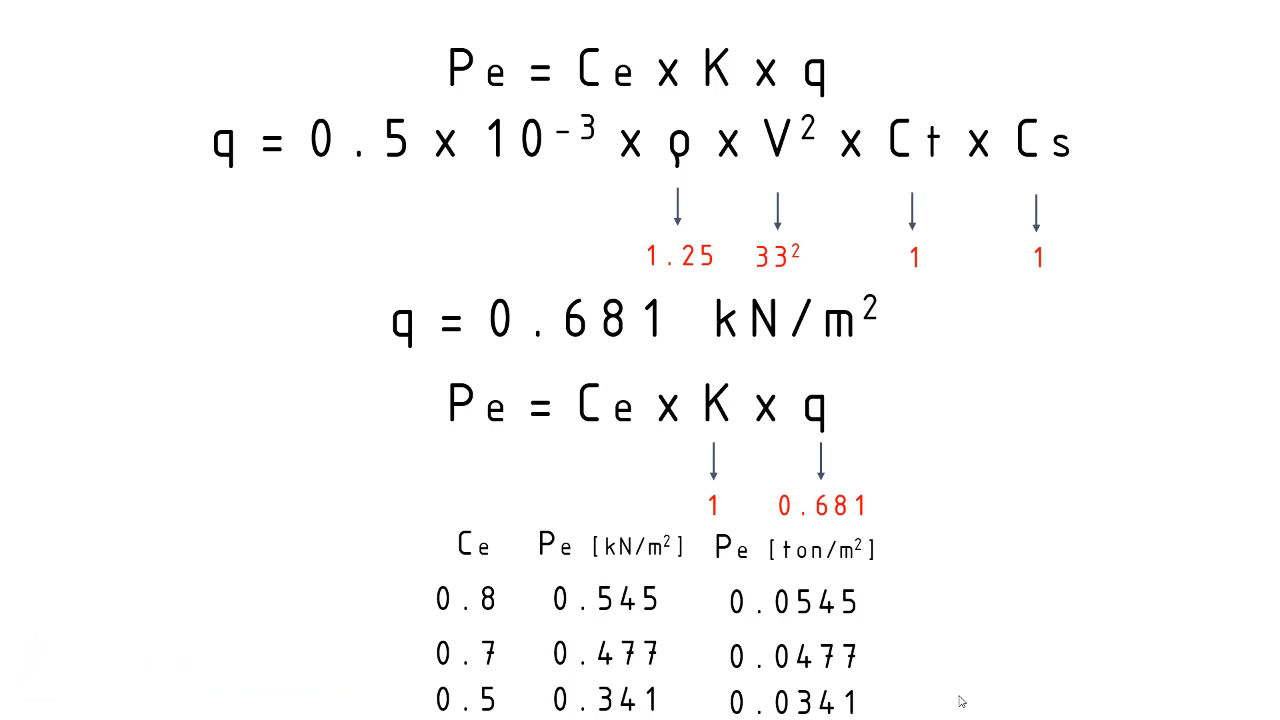 Pe = Ce x K x q
q = 0.5 x 10⁻³ x ρ x V² x Ct x Cs
1.25 33² 1 1
q = 0.681 kN/m²
Pe = Ce x K x q
1 0.681
Ce Pe [kN/m²] Pe [ton/m²]
0.8 0.545 0.0545
0.7 0.477 0.0477
0.5 0.341 0.0341